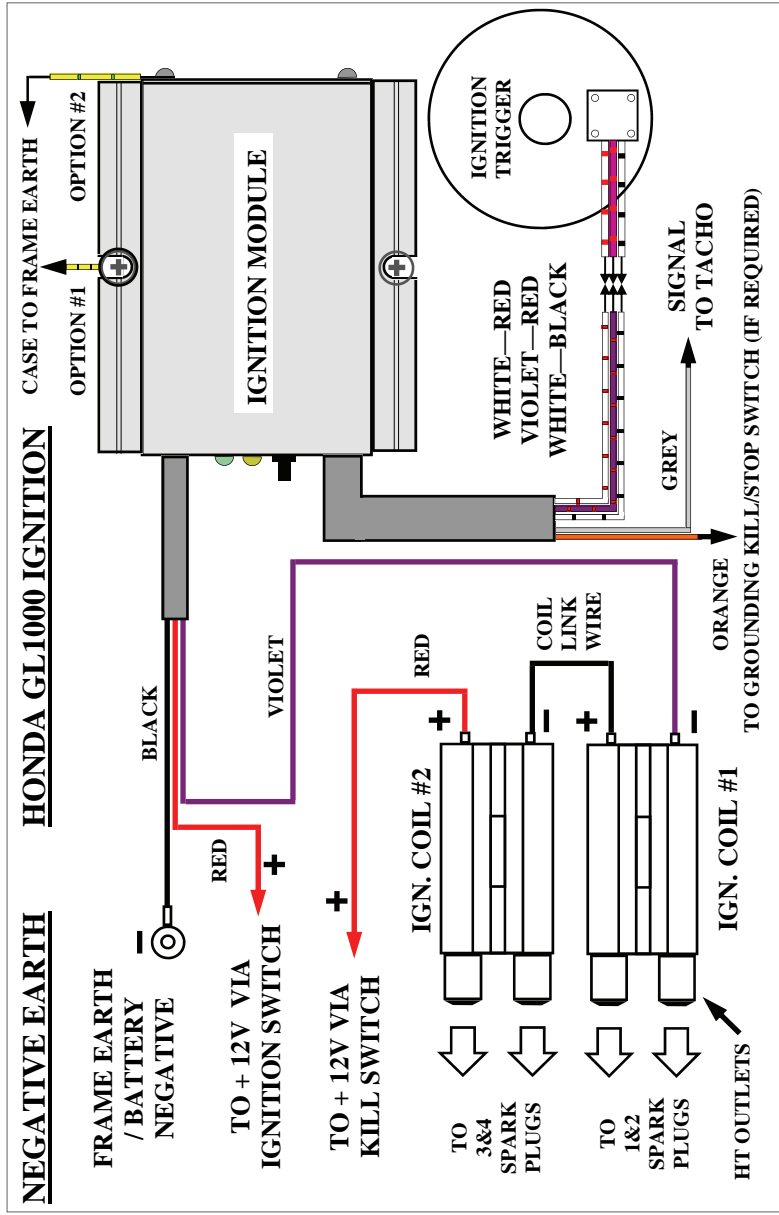 NEGATIVE EARTH
HONDA GL1000 IGNITION
CASE TO FRAME EARTH
OPTION #1
OPTION #2
FRAME EARTH
/ BATTERY
NEGATIVE
–
BLACK
IGNITION MODULE
TO + 12V VIA
IGNITION SWITCH
+
RED
VIOLET
TO + 12V VIA
KILL SWITCH
+
RED
IGNITION
TRIGGER
WHITE—RED
VIOLET—RED
WHITE—BLACK
TO
3&4
SPARK
PLUGS
IGN. COIL #2
+
–
COIL
LINK
WIRE
GREY
SIGNAL
TO TACHO
TO
1&2
SPARK
PLUGS
IGN. COIL #1
+
–
ORANGE
TO GROUNDING KILL/STOP SWITCH (IF REQUIRED)
HT OUTLETS